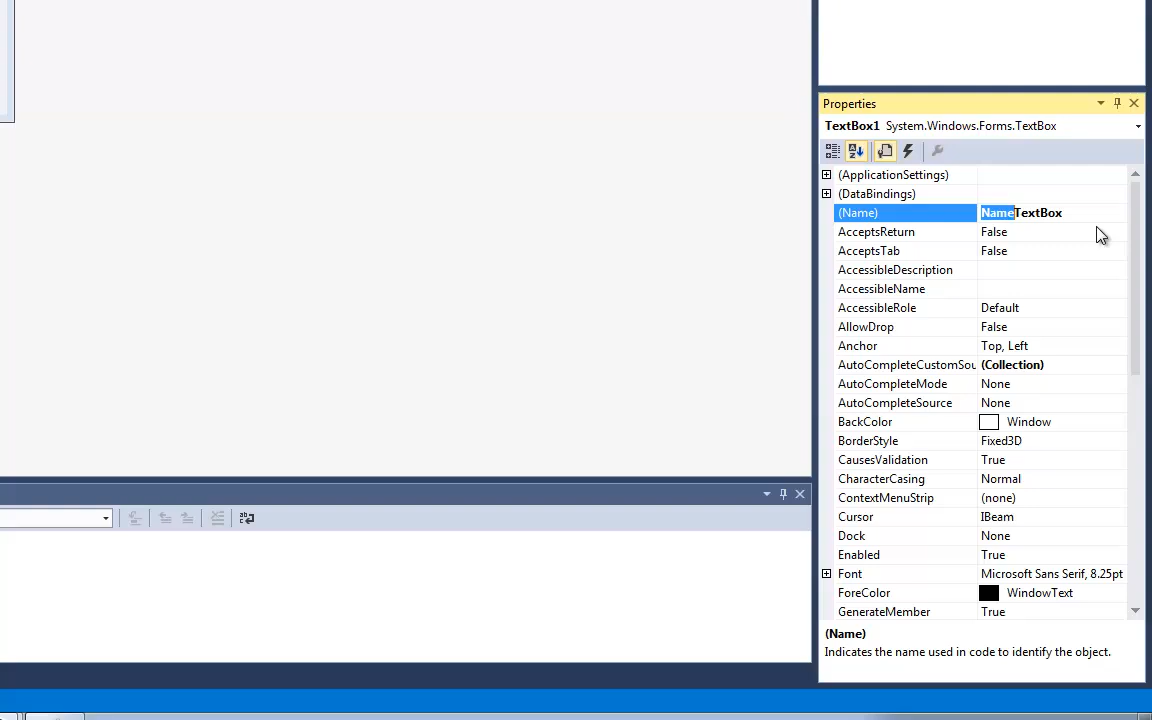 Properties
TextBox1 System.Windows.Forms.TextBox
(ApplicationSettings)
(DataBindings)
(Name) NameTextBox
AcceptsReturn False
AcceptsTab False
AccessibleDescription
AccessibleName
AccessibleRole Default
AllowDrop False
Anchor Top, Left
AutoCompleteCustomSou (Collection)
AutoCompleteMode None
AutoCompleteSource None
BackColor Window
BorderStyle Fixed3D
CausesValidation True
CharacterCasing Normal
ContextMenuStrip (none)
Cursor IBeam
Dock None
Enabled True
Font Microsoft Sans Serif, 8.25pt
ForeColor WindowText
GenerateMember True
(Name)
Indicates the name used in code to identify the object.